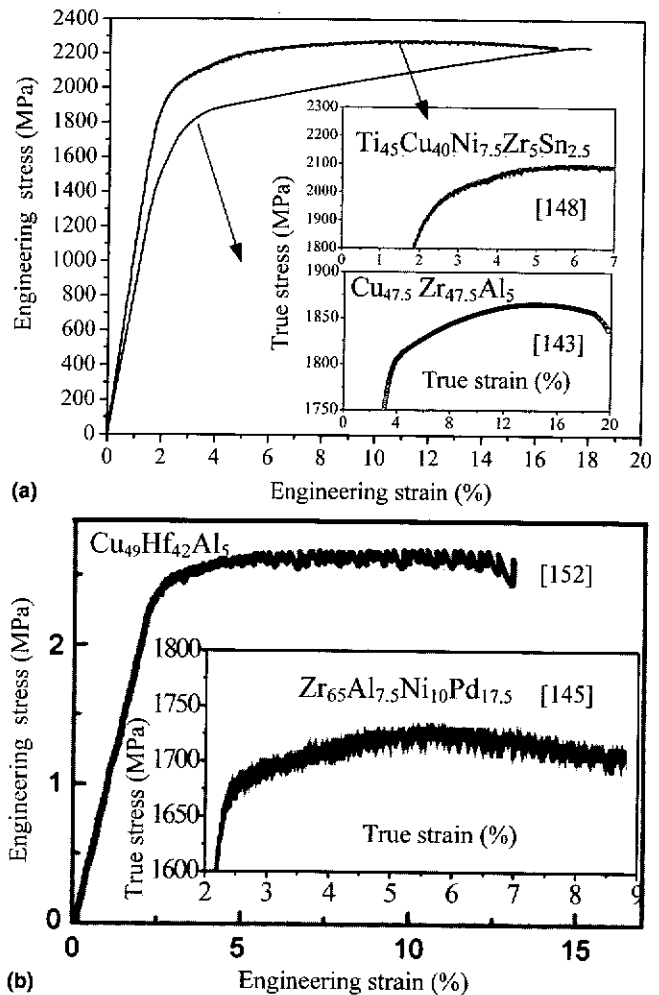 2400
2200
2000
1800
1600
1400
1200
1000
800
600
400
200
0
Engineering stress (MPa)
0 2 4 6 8 10 12 14 16 18 20
Engineering strain (%)
(a)
2300
2200
2100
2000
1900
1800
True stress (MPa)
Ti45Cu40Ni7.5Zr5Sn2.5
[148]
0 1 2 3 4 5 6 7
1900
1850
1800
1750
Cu47.5 Zr47.5Al5
[143]
True strain (%)
0 4 8 12 16 20
Cu49Hf42Al5
[152]
2
1
0
Engineering stress (MPa)
1800
1750
1700
1650
1600
True stress (MPa)
Zr65Al7.5Ni10Pd17.5 [145]
True strain (%)
2 3 4 5 6 7 8 9
0 5 10 15
Engineering strain (%)
(b)